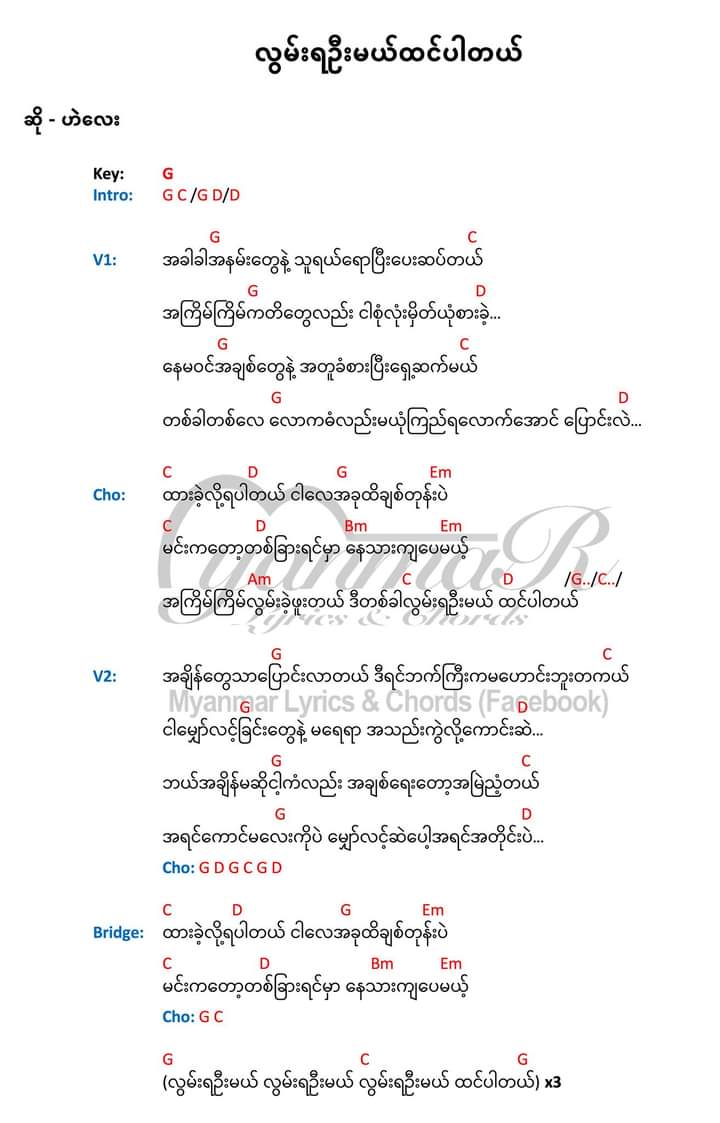 လွမ်းရဦးမယ်ထင်ပါတယ်
ဆို - ဟဲလေး
Key: G
Intro: G C /G D/D
G C
V1: အခါခါအနမ်းတွေနဲ့ သူရယ်ရောပြီးပေးဆပ်တယ်
G D
အကြိမ်ကြိမ်ကတိတွေလည်း ငါစုံလုံးမှိတ်ယုံစားခဲ့...
G C
နေမဝင်အချစ်တွေနဲ့ အတူခံစားပြီးရှေ့ဆက်မယ်
G D
တစ်ခါတစ်လေ လောကဓံလည်းမယုံကြည်ရလောက်အောင် ပြောင်းလဲ...
C D G Em
Cho: ထားခဲ့လို့ရပါတယ် ငါလေအခုထိချစ်တုန်းပဲ
C D Bm Em
မင်းကတော့တစ်ခြားရင်မှာ နေသားကျပေမယ့်
Am C D /G../C../
အကြိမ်ကြိမ်လွမ်းခဲ့ဖူးတယ် ဒီတစ်ခါလွမ်းရဦးမယ် ထင်ပါတယ်
MyanmaR
Lyrics & Chords
G C
V2: အချိန်တွေသာပြောင်းလာတယ် ဒီရင်ဘက်ကြီးကမဟောင်းဘူးတကယ်
Myanmar Lyrics & Chords (Facebook)
G D
ငါမျှော်လင့်ခြင်းတွေနဲ့ မရေရာ အသည်းကွဲလို့ကောင်းဆဲ...
G C
ဘယ်အချိန်မဆိုငါ့ကံလည်း အချစ်ရေးတော့အမြဲညံ့တယ်
G D
အရင်ကောင်မလေးကိုပဲ မျှော်လင့်ဆဲပေါ့အရင်အတိုင်းပဲ...
Cho: G D G C G D
C D G Em
Bridge: ထားခဲ့လို့ရပါတယ် ငါလေအခုထိချစ်တုန်းပဲ
C D Bm Em
မင်းကတော့တစ်ခြားရင်မှာ နေသားကျပေမယ့်
Cho: G C
G C G
(လွမ်းရဦးမယ် လွမ်းရဦးမယ် လွမ်းရဦးမယ် ထင်ပါတယ်) x3